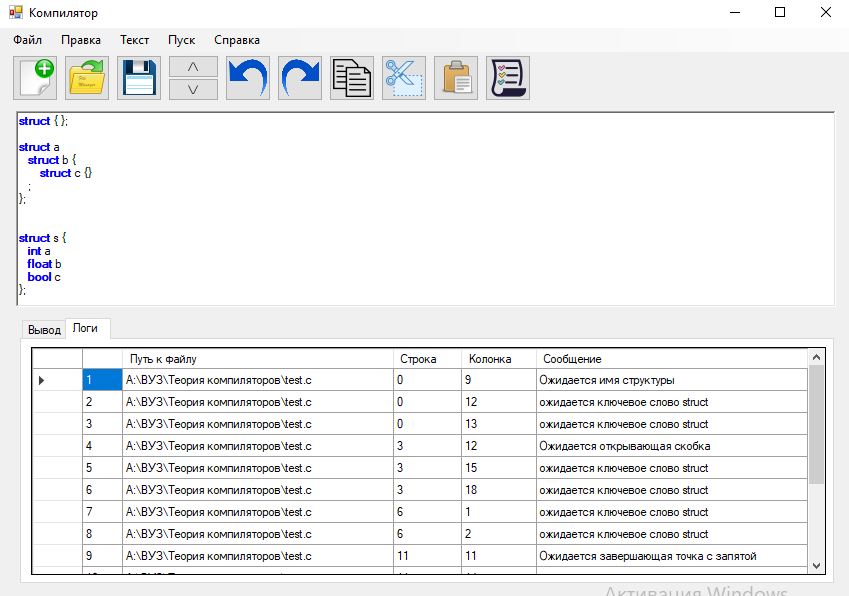 Компилятор
Файл Правка Текст Пуск Справка
struct { };
struct a
struct b {
struct c {}
;
};
struct s {
int a
float b
bool c
};
Вывод Логи
Путь к файлу Строка Колонка Сообщение
1 A:\ВУЗ\Теория компиляторов\test.c 0 9 Ожидается имя структуры
2 A:\ВУЗ\Теория компиляторов\test.c 0 12 ожидается ключевое слово struct
3 A:\ВУЗ\Теория компиляторов\test.c 0 13 ожидается ключевое слово struct
4 A:\ВУЗ\Теория компиляторов\test.c 3 12 Ожидается открывающая скобка
5 A:\ВУЗ\Теория компиляторов\test.c 3 15 ожидается ключевое слово struct
6 A:\ВУЗ\Теория компиляторов\test.c 3 18 ожидается ключевое слово struct
7 A:\ВУЗ\Теория компиляторов\test.c 6 1 ожидается ключевое слово struct
8 A:\ВУЗ\Теория компиляторов\test.c 6 2 ожидается ключевое слово struct
9 A:\ВУЗ\Теория компиляторов\test.c 11 11 Ожидается завершающая точка с запятой
Активация Windows